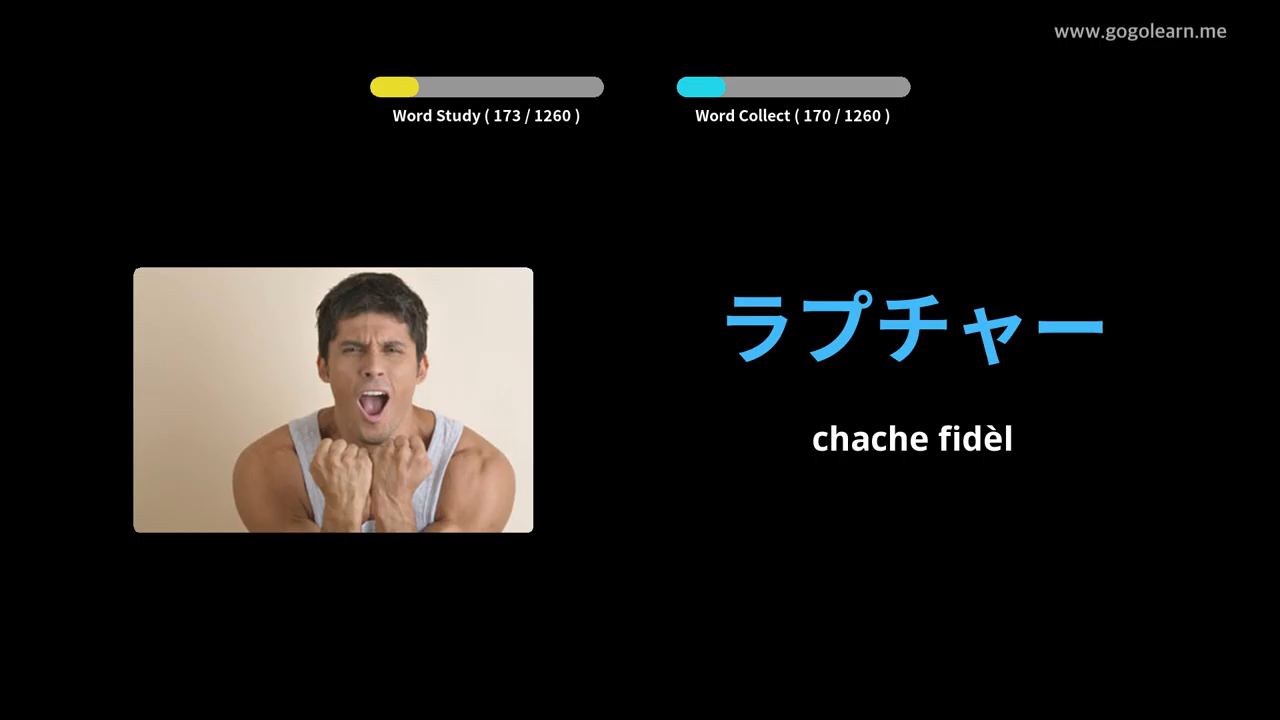 www.gogolearn.me
Word Study ( 173 / 1260 )
Word Collect ( 170 / 1260 )
ラプチャー
chache fidèl